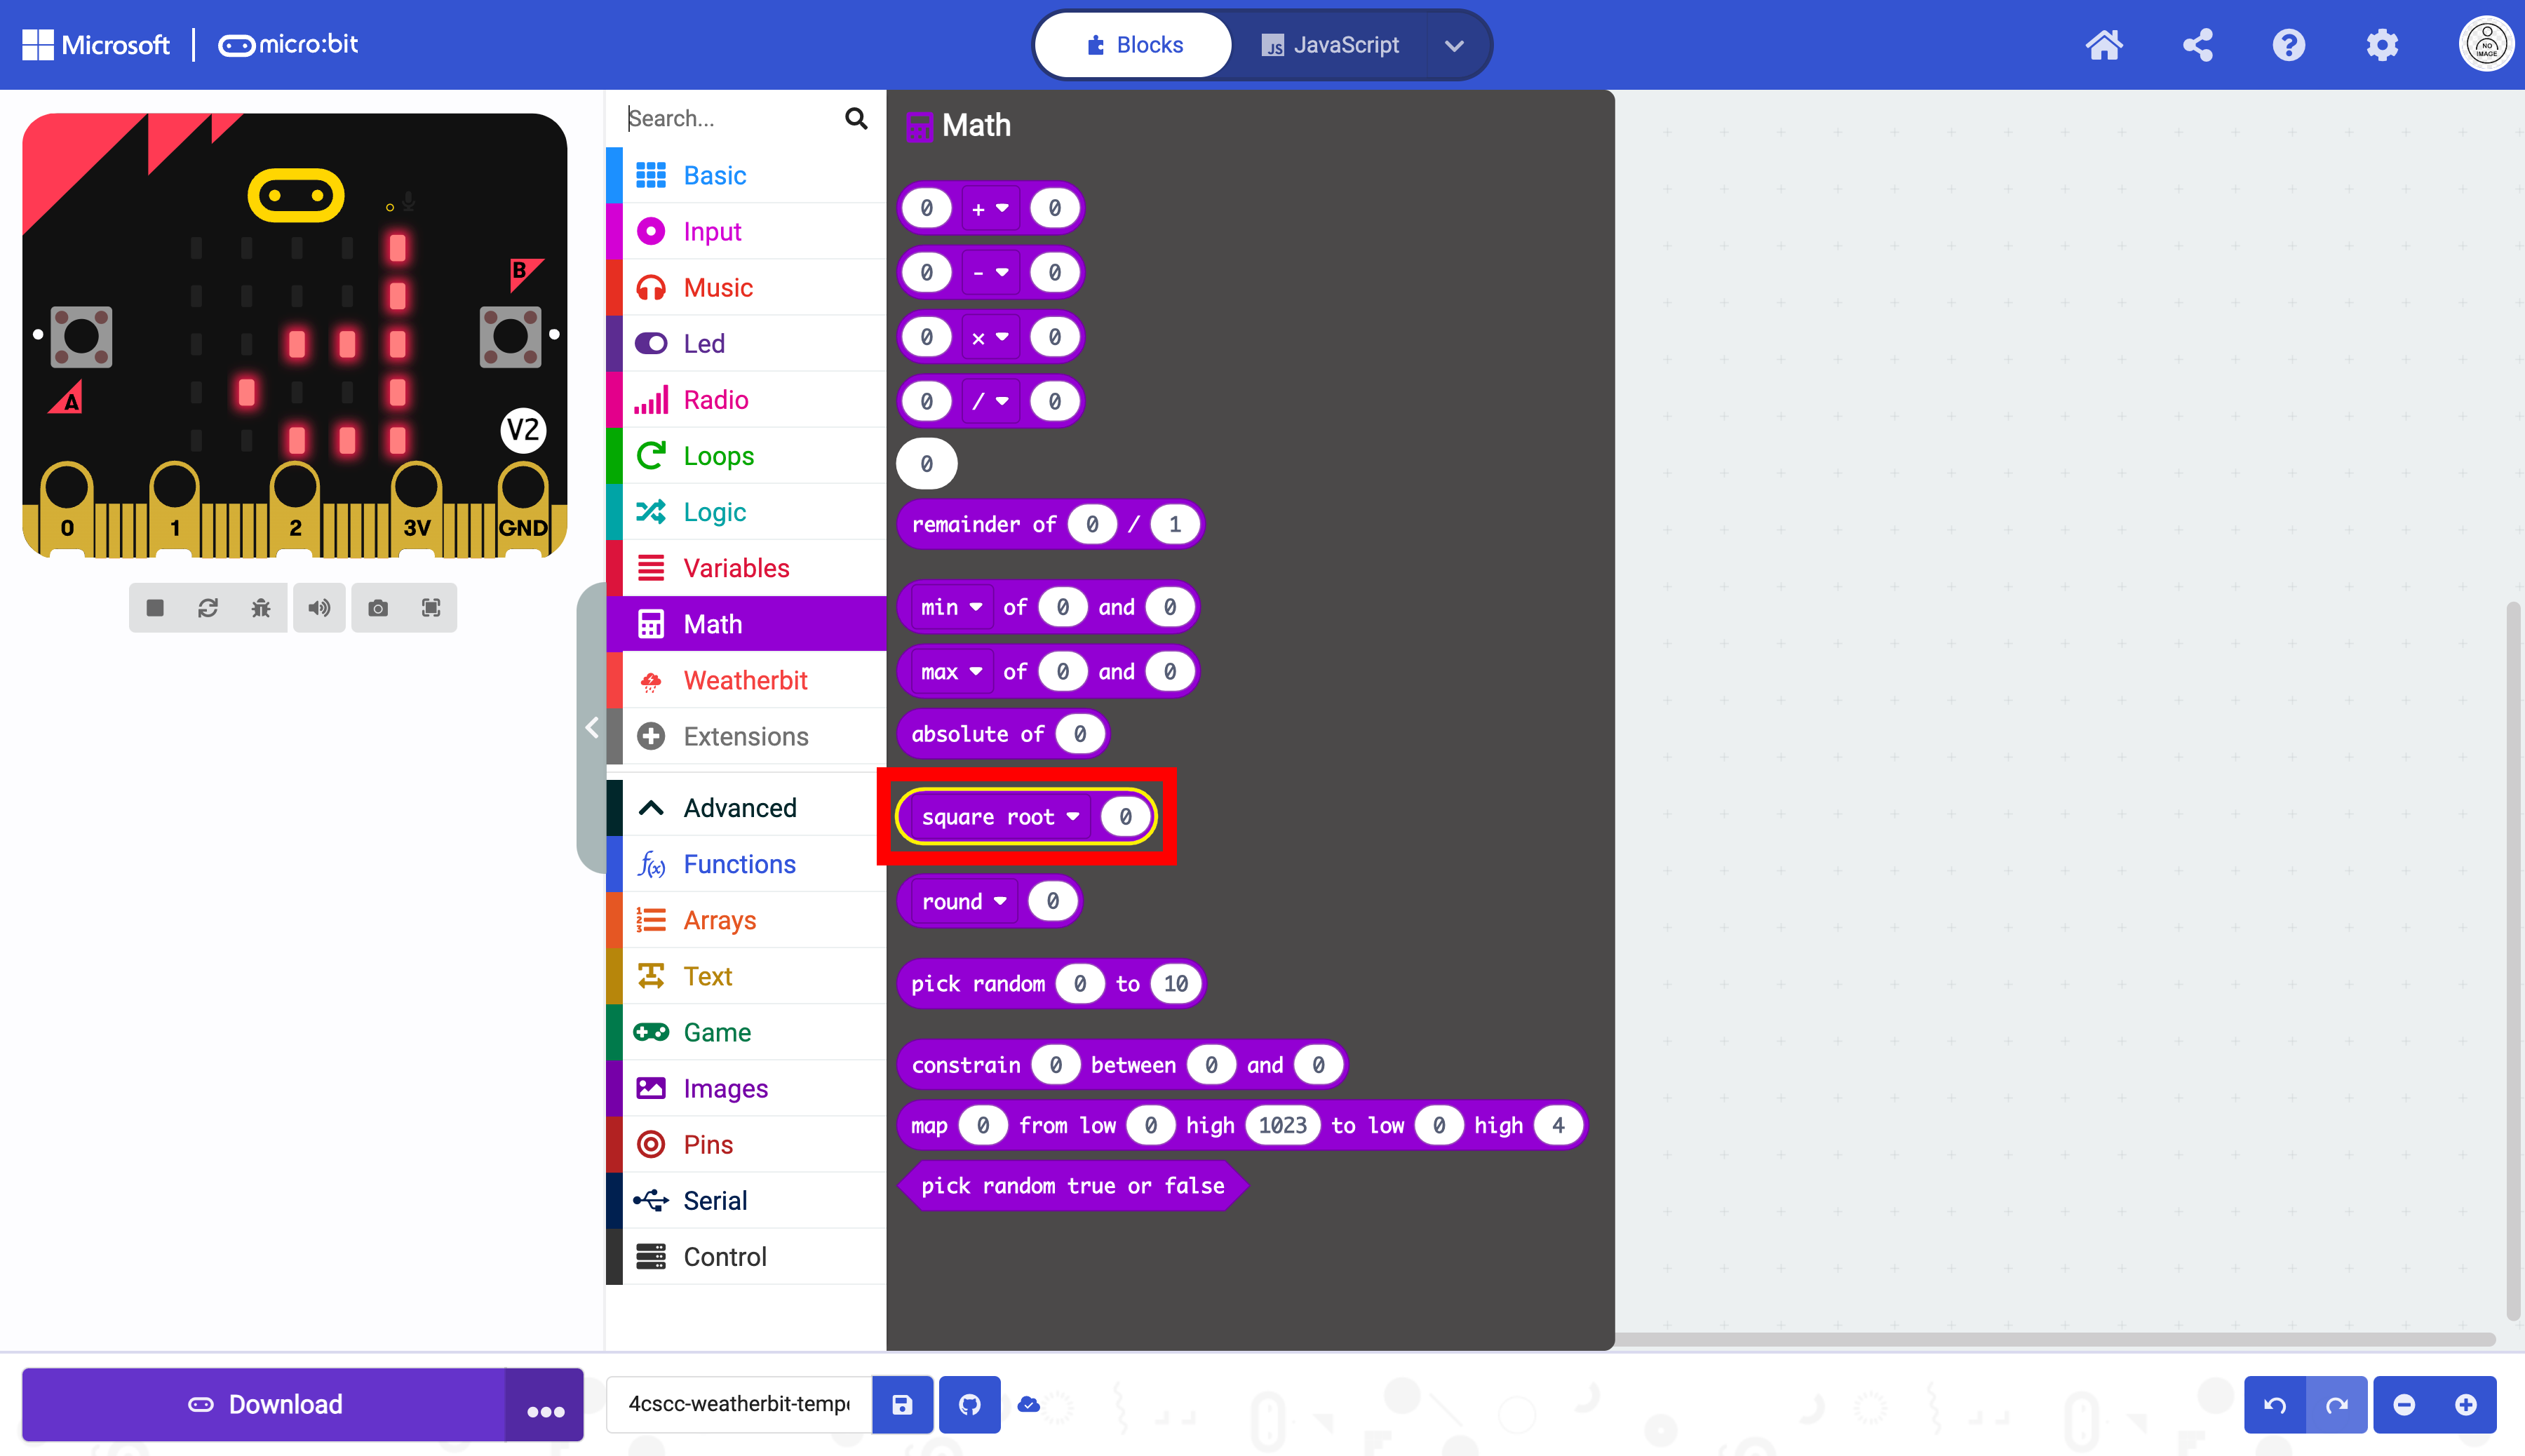 Microsoft
micro:bit
Blocks
JS JavaScript
NO
IMAGE
B
A
V2
0 1 2 3V GND
Search...
Basic
Input
Music
Led
Radio
Loops
Logic
Variables
Math
Weatherbit
Extensions
Advanced
Functions
Arrays
Text
Game
Images
Pins
Serial
Control
Math
0 + 0
0 - 0
0 × 0
0 / 0
0
remainder of 0 / 1
min of 0 and 0
max of 0 and 0
absolute of 0
square root 0
round 0
pick random 0 to 10
constrain 0 between 0 and 0
map 0 from low 0 high 1023 to low 0 high 4
pick random true or false
Download
4cscc-weatherbit-temp